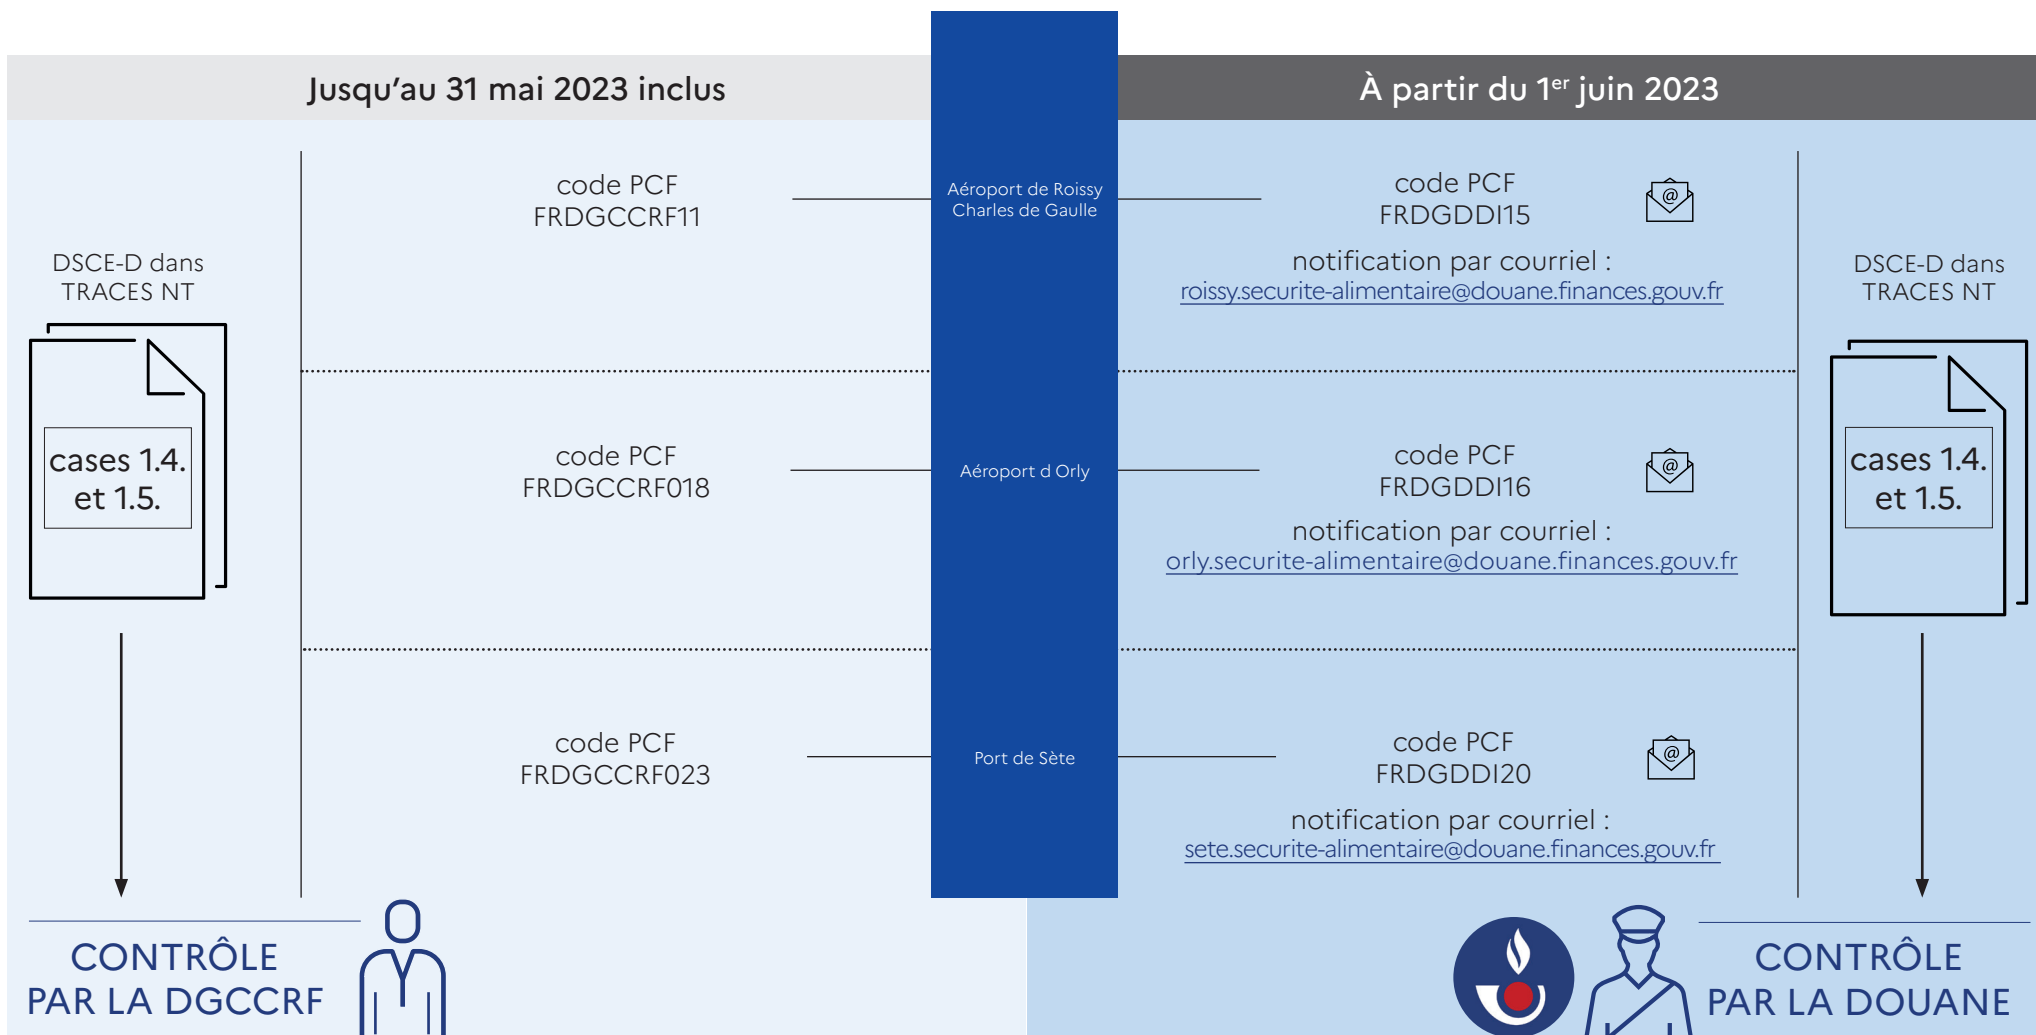 Jusqu'au 31 mai 2023 inclus
À partir du 1er juin 2023
DSCE-D dans
TRACES NT
cases 1.4.
et 1.5.
CONTRÔLE
PAR LA DGCCRF
code PCF
FRDGCCRF11
Aéroport de Roissy
Charles de Gaulle
code PCF
FRDGDDI15
@
notification par courriel :
roissy.securite-alimentaire@douane.finances.gouv.fr
code PCF
FRDGCCRF018
Aéroport d Orly
code PCF
FRDGDDI16
@
notification par courriel :
orly.securite-alimentaire@douane.finances.gouv.fr
code PCF
FRDGCCRF023
Port de Sète
code PCF
FRDGDDI20
@
notification par courriel :
sete.securite-alimentaire@douane.finances.gouv.fr
DSCE-D dans
TRACES NT
cases 1.4.
et 1.5.
CONTRÔLE
PAR LA DOUANE